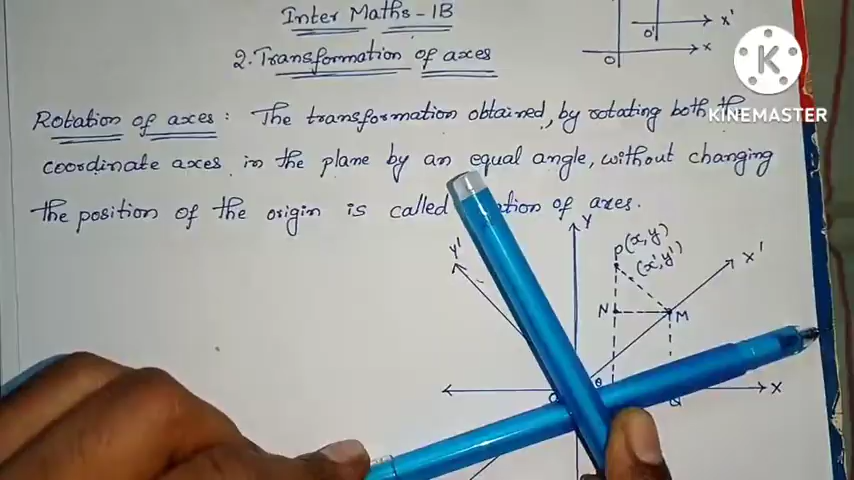 Inter Maths - 1B
2. Transformation of axes
Rotation of axes : The transformation obtained, by rotating both the
coordinate axes in the plane by an equal angle, without changing
the position of the origin is called of axes.
X'
O'
X
O
K
KINEMASTER
Y
Y'
P(x, y)
(x', y')
X'
N
M
θ
X
Q